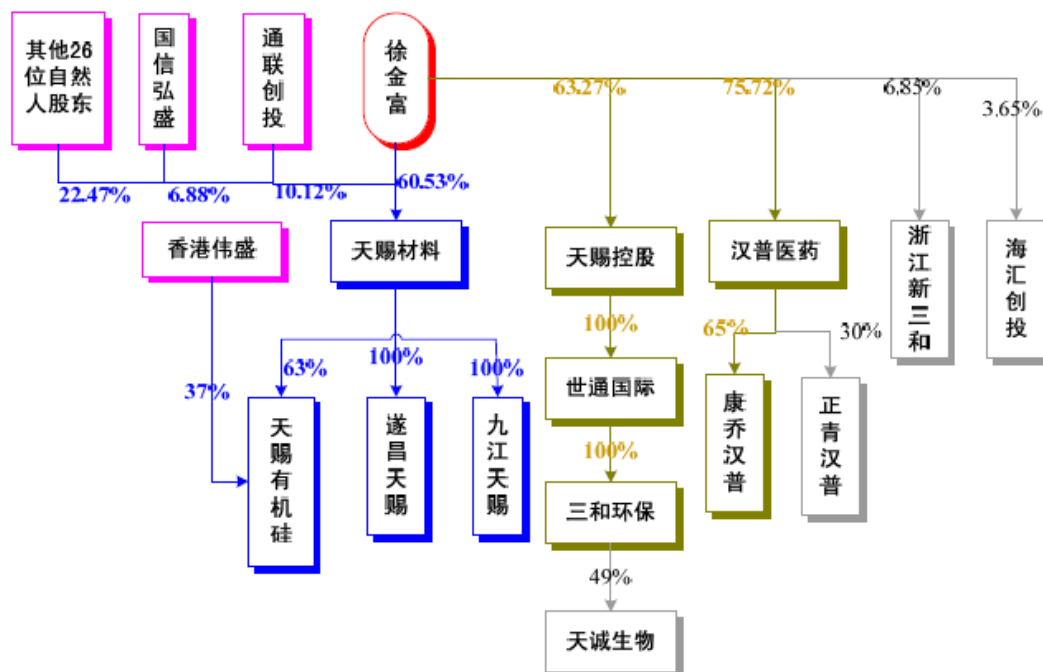 其他26
位自然
人股东
国信弘盛
通联创投
徐金富
63.27%
75.72%
6.85%
3.65%
22.47%
6.88%
10.12%
60.53%
香港伟盛
天赐材料
天赐控股
汉普医药
浙江新三和
海汇创投
100%
65%
30%
63%
100%
100%
37%
世通国际
康乔汉普
正青汉普
天赐有机硅
遂昌天赐
九江天赐
100%
三和环保
49%
天诚生物